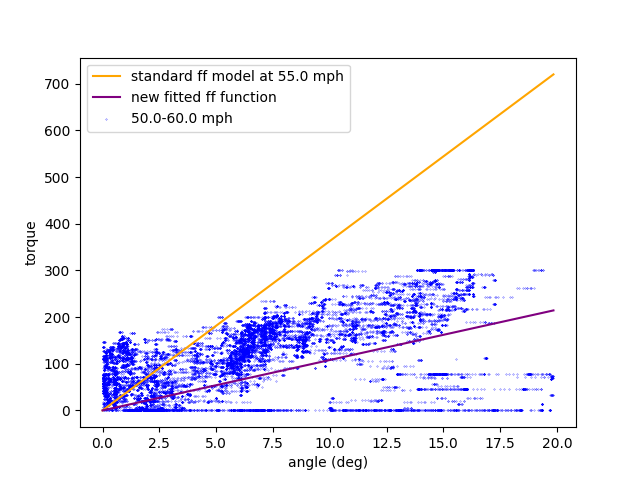 standard ff model at 55.0 mph
new fitted ff function
50.0-60.0 mph
700
600
500
400
300
200
100
0
torque
0.0 2.5 5.0 7.5 10.0 12.5 15.0 17.5 20.0
angle (deg)